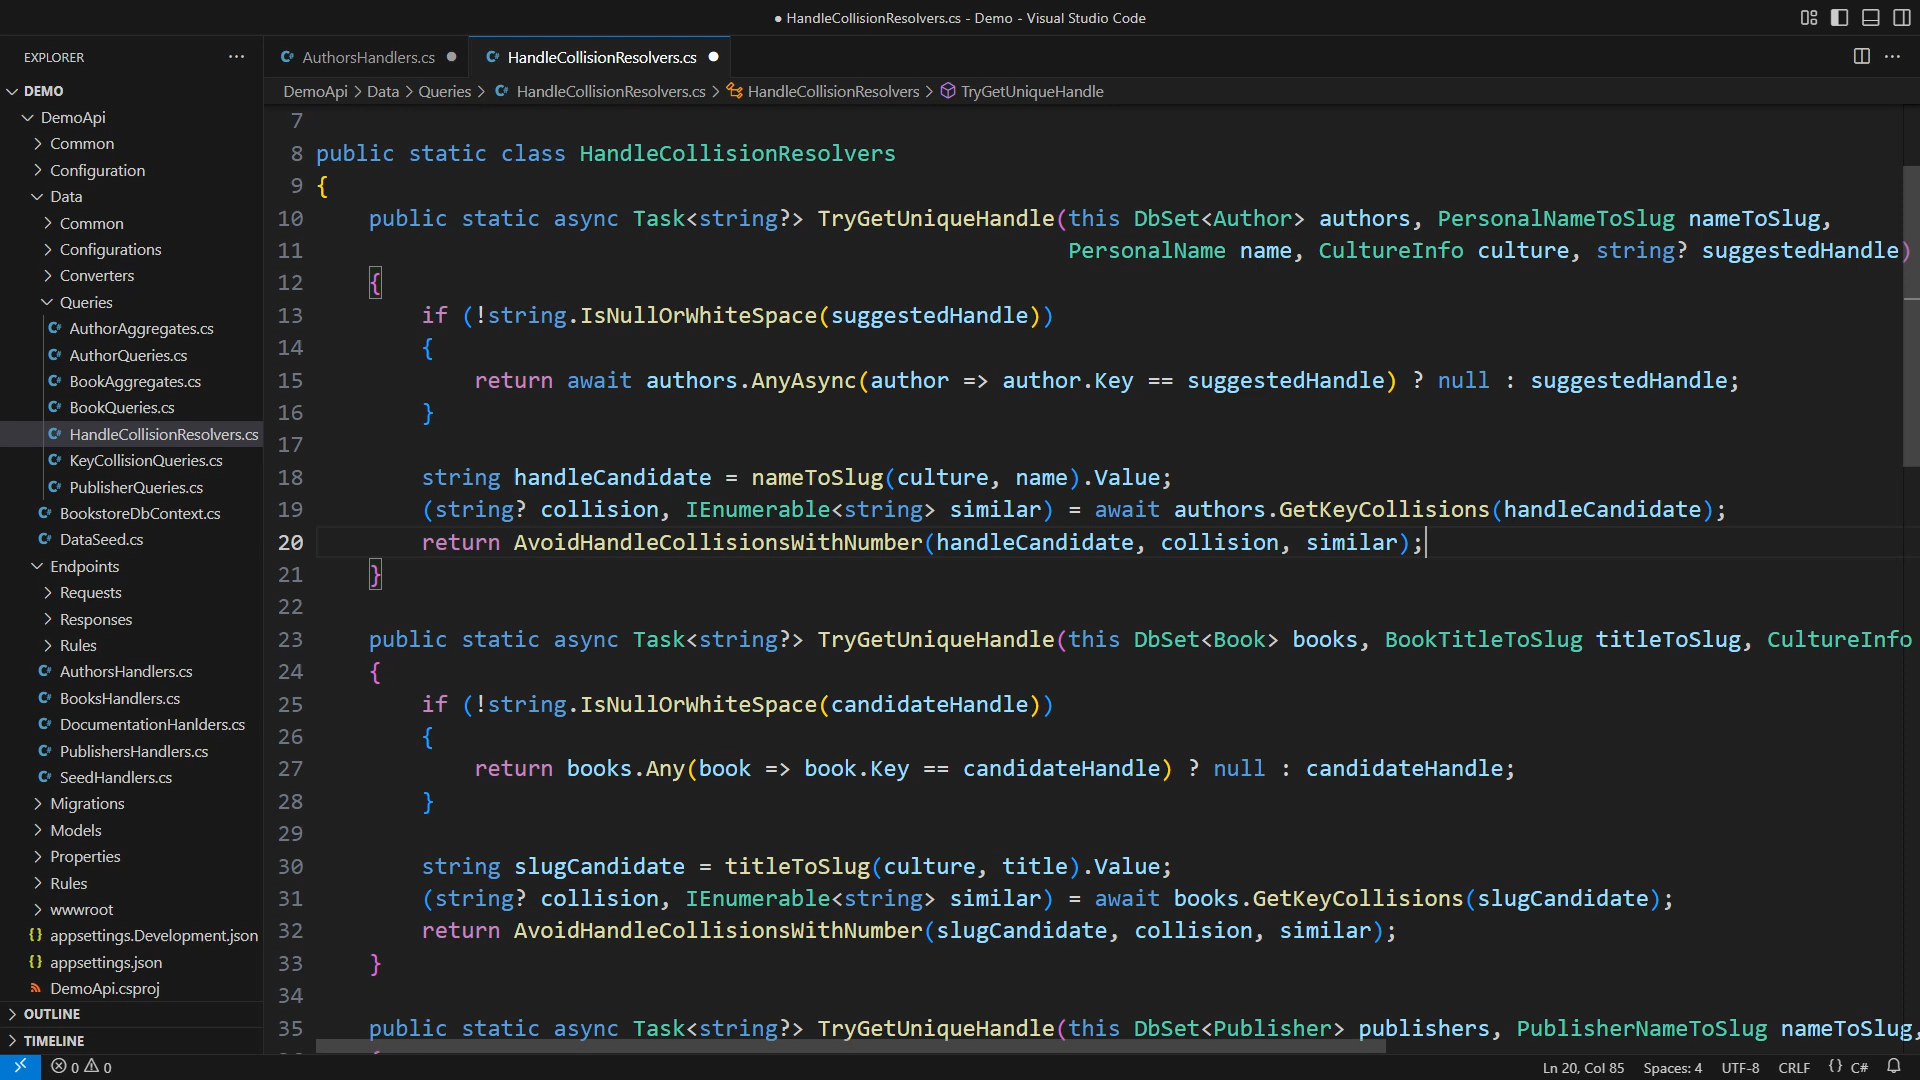 ● HandleCollisionResolvers.cs - Demo - Visual Studio Code
EXPLORER
DEMO
DemoApi
Common
Configuration
Data
Common
Configurations
Converters
Queries
AuthorAggregates.cs
AuthorQueries.cs
BookAggregates.cs
BookQueries.cs
HandleCollisionResolvers.cs
KeyCollisionQueries.cs
PublisherQueries.cs
BookstoreDbContext.cs
DataSeed.cs
Endpoints
Requests
Responses
Rules
AuthorsHandlers.cs
BooksHandlers.cs
DocumentationHanlders.cs
PublishersHandlers.cs
SeedHandlers.cs
Migrations
Models
Properties
Rules
wwwroot
appsettings.Development.json
appsettings.json
DemoApi.csproj
OUTLINE
TIMELINE
AuthorsHandlers.cs ●
HandleCollisionResolvers.cs ●
DemoApi > Data > Queries > HandleCollisionResolvers.cs > HandleCollisionResolvers > TryGetUniqueHandle
7
8 public static class HandleCollisionResolvers
9 {
10 public static async Task<string?> TryGetUniqueHandle(this DbSet<Author> authors, PersonalNameToSlug nameToSlug,
11 PersonalName name, CultureInfo culture, string? suggestedHandle)
12 {
13 if (!string.IsNullOrWhiteSpace(suggestedHandle))
14 {
15 return await authors.AnyAsync(author => author.Key == suggestedHandle) ? null : suggestedHandle;
16 }
17
18 string handleCandidate = nameToSlug(culture, name).Value;
19 (string? collision, IEnumerable<string> similar) = await authors.GetKeyCollisions(handleCandidate);
20 return AvoidHandleCollisionsWithNumber(handleCandidate, collision, similar);
21 }
22
23 public static async Task<string?> TryGetUniqueHandle(this DbSet<Book> books, BookTitleToSlug titleToSlug, CultureInfo
24 {
25 if (!string.IsNullOrWhiteSpace(candidateHandle))
26 {
27 return books.Any(book => book.Key == candidateHandle) ? null : candidateHandle;
28 }
29
30 string slugCandidate = titleToSlug(culture, title).Value;
31 (string? collision, IEnumerable<string> similar) = await books.GetKeyCollisions(slugCandidate);
32 return AvoidHandleCollisionsWithNumber(slugCandidate, collision, similar);
33 }
34
35 public static async Task<string?> TryGetUniqueHandle(this DbSet<Publisher> publishers, PublisherNameToSlug nameToSlug,
0 0
Ln 20, Col 85 Spaces: 4 UTF-8 CRLF {} C#